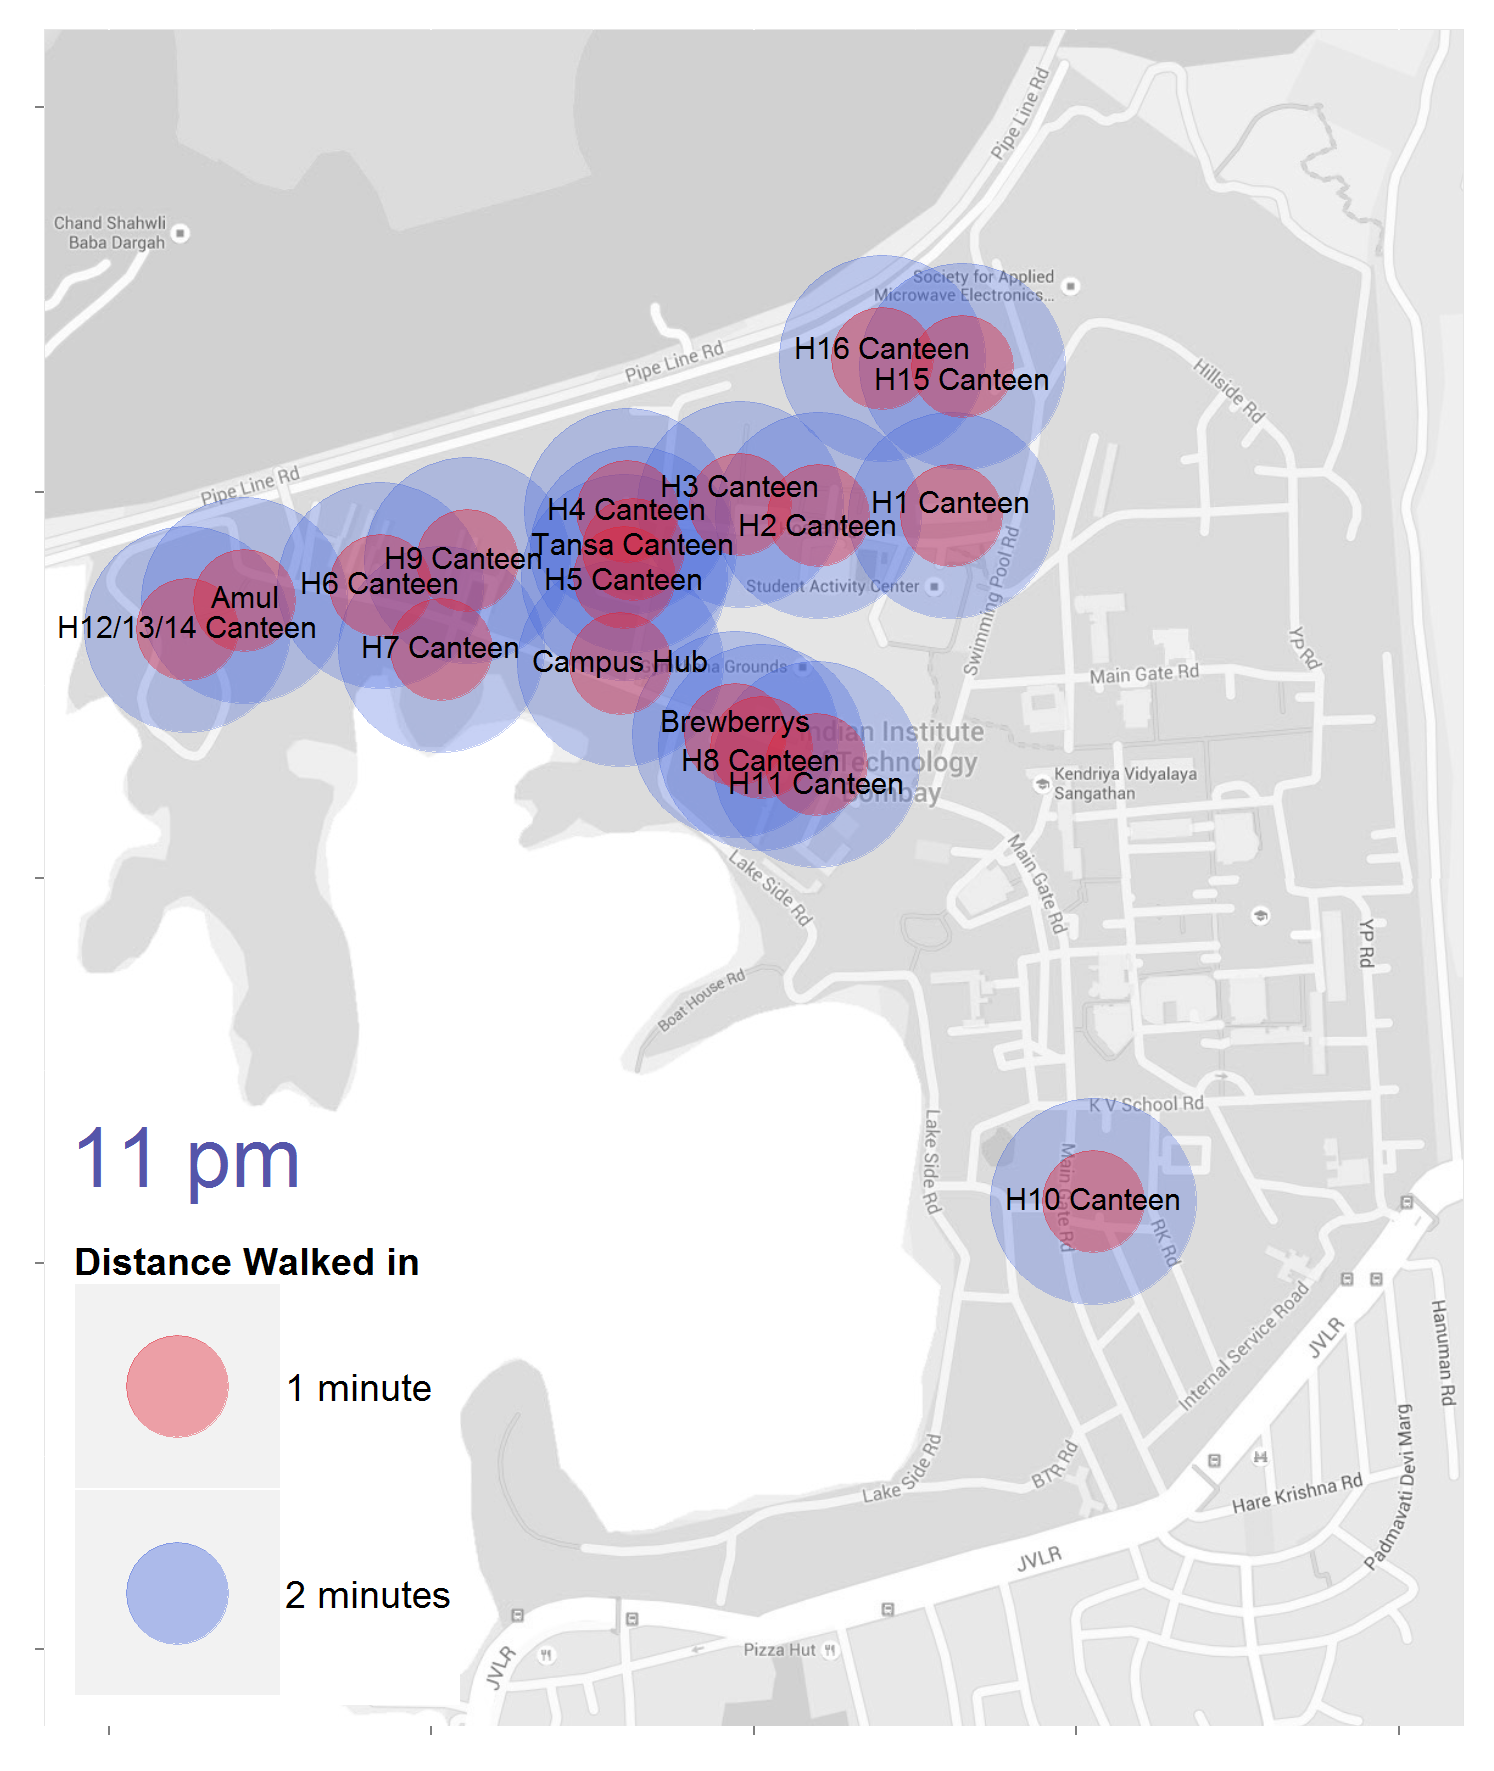 Pipe Line Rd
Chand Shahwli
Baba Dargah
Society for Applied
Microwave Electronics...
H16 Canteen
Pipe Line Rd
H15 Canteen
Hillside Rd
Pipe Line Rd
H3 Canteen
H1 Canteen
H4 Canteen
H2 Canteen
Tansa Canteen
H9 Canteen
H5 Canteen
H6 Canteen
Student Activity Center
Swimming Pool Rd
Amul
H12/13/14 Canteen
H7 Canteen
YP Rd
Campus Hub
Gymkhana Grounds
Main Gate Rd
Brewberrys
Indian Institute
of Technology
Bombay
H8 Canteen
H11 Canteen
Kendriya Vidyalaya
Sangathan
Lake Side Rd
Main Gate Rd
YP Rd
Boat House Rd
K V School Rd
11 pm
Lake Side Rd
Main Gate Rd
H10 Canteen
RK Rd
Distance Walked in
1 minute
2 minutes
Internal Service Road
JVLR
Hanuman Rd
Lake Side Rd
BTR Rd
Hare Krishna Rd
Padmavati Devi Marg
JVLR
Pizza Hut
JVLR